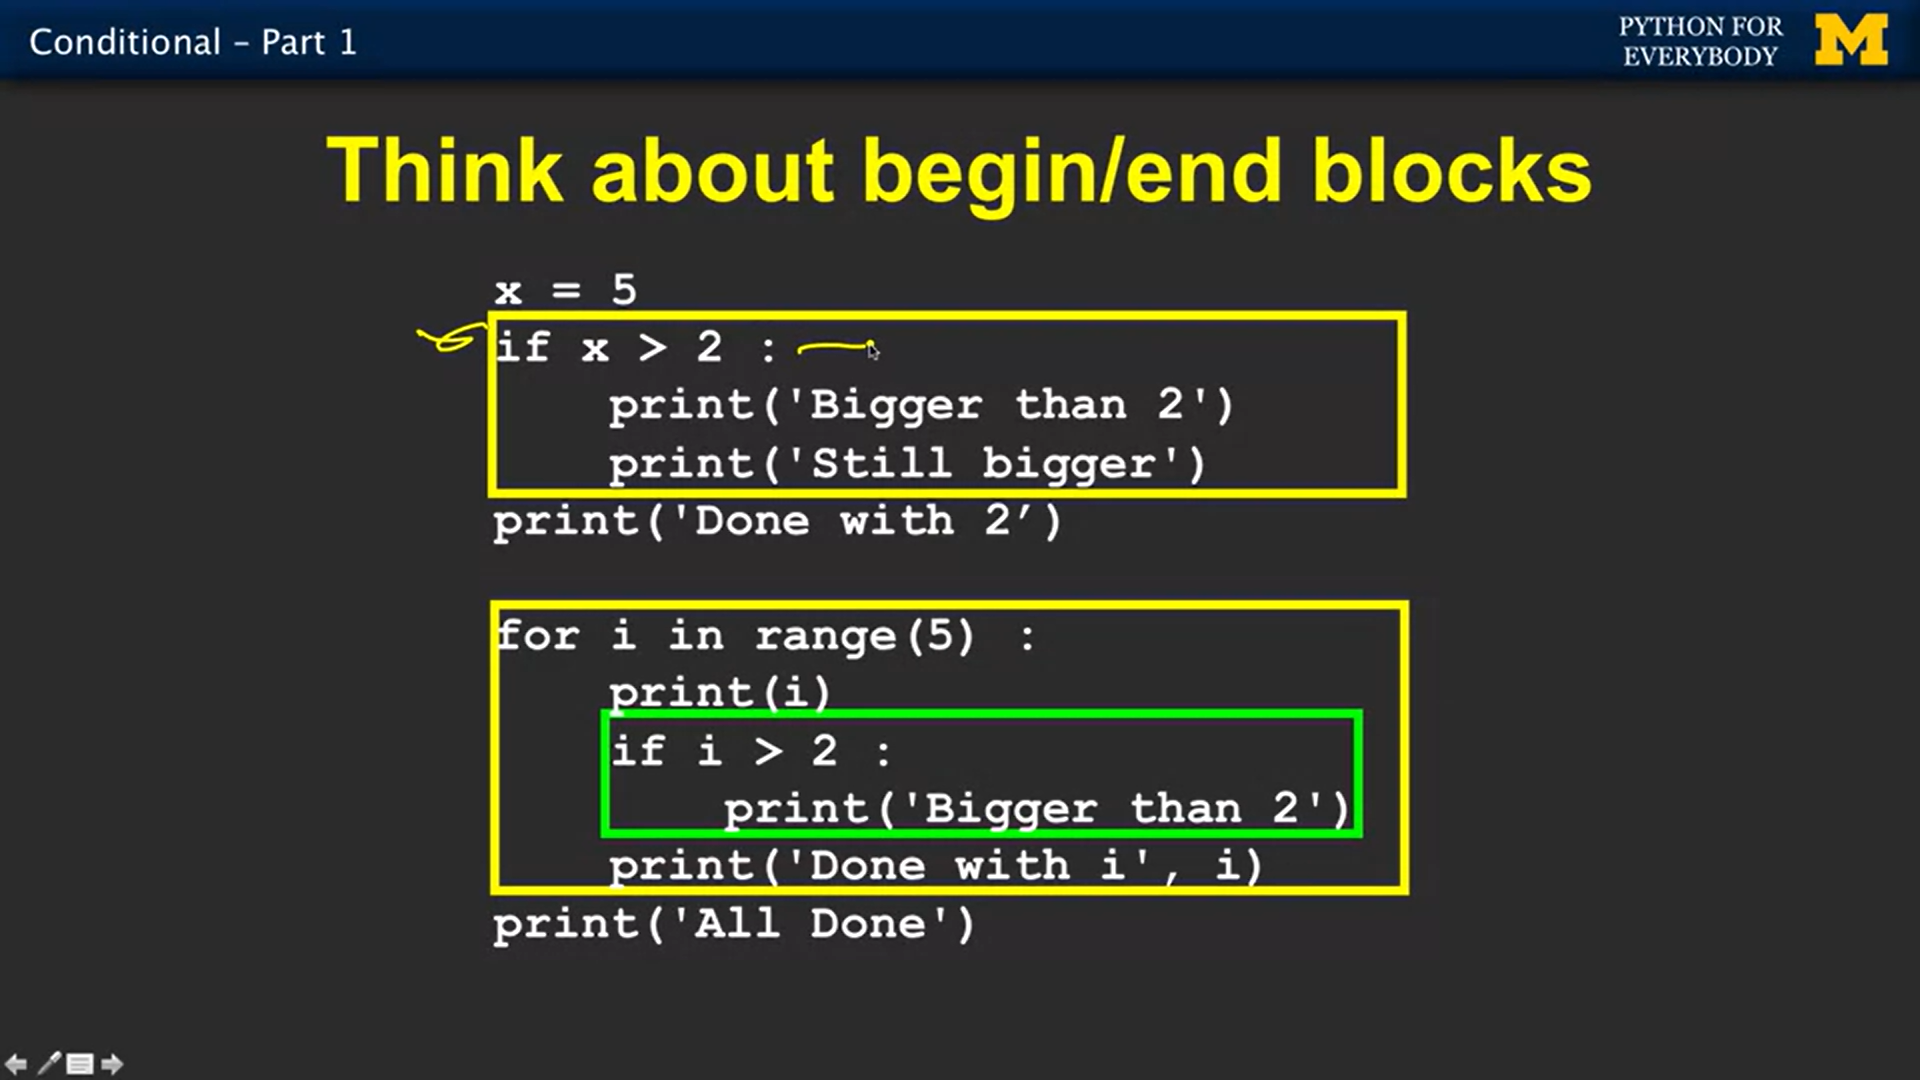 Conditional – Part 1
PYTHON FOR
EVERYBODY
M
Think about begin/end blocks
x = 5
if x > 2 :
    print('Bigger than 2')
    print('Still bigger')
print('Done with 2’)
for i in range(5) :
    print(i)
    if i > 2 :
        print('Bigger than 2')
    print('Done with i', i)
print('All Done')